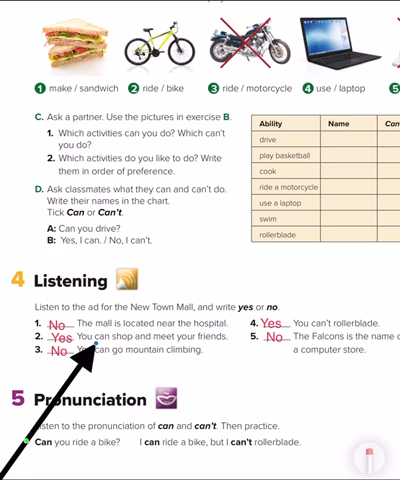 1 make / sandwich 2 ride / bike 3 ride / motorcycle 4 use / laptop 5
C. Ask a partner. Use the pictures in exercise B.
1. Which activities can you do? Which can't
you do?
2. Which activities do you like to do? Write
them in order of preference.
D. Ask classmates what they can and can't do.
Write their names in the chart.
Tick Can or Can't.
A: Can you drive?
B: Yes, I can. / No, I can't.
Ability Name Can
drive
play basketball
cook
ride a motorcycle
use a laptop
swim
rollerblade
4 Listening
Listen to the ad for the New Town Mall, and write yes or no.
1. No The mall is located near the hospital.
2. Yes You can shop and meet your friends.
3. No You can go mountain climbing.
4. Yes You can't rollerblade.
5. No The Falcons is the name
a computer store.
5 Pronunciation
Listen to the pronunciation of can and can't. Then practice.
Can you ride a bike? I can ride a bike, but I can't rollerblade.